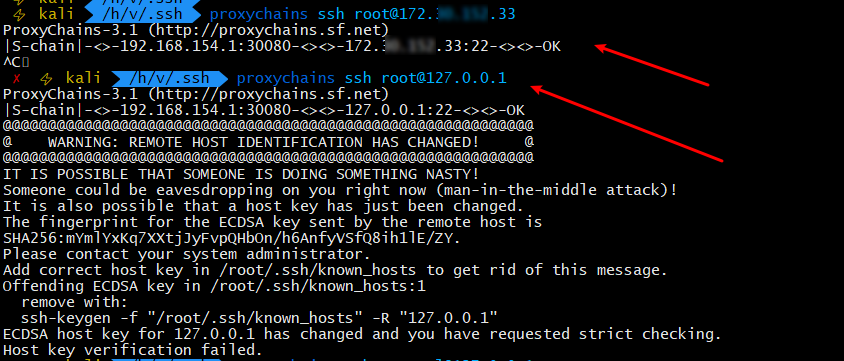 ⚡ kali /h/v/.ssh proxychains ssh root@172.3 .33
ProxyChains-3.1 (http://proxychains.sf.net)
|S-chain|-<>-192.168.154.1:30080-<><>-172.3 .33:22-<><>-OK
^C
✗ ⚡ kali /h/v/.ssh proxychains ssh root@127.0.0.1
ProxyChains-3.1 (http://proxychains.sf.net)
|S-chain|-<>-192.168.154.1:30080-<><>-127.0.0.1:22-<><>-OK
@@@@@@@@@@@@@@@@@@@@@@@@@@@@@@@@@@@@@@@@@@@@@@@@@@@@@@@@@@@
@    WARNING: REMOTE HOST IDENTIFICATION HAS CHANGED!     @
@@@@@@@@@@@@@@@@@@@@@@@@@@@@@@@@@@@@@@@@@@@@@@@@@@@@@@@@@@@
IT IS POSSIBLE THAT SOMEONE IS DOING SOMETHING NASTY!
Someone could be eavesdropping on you right now (man-in-the-middle attack)!
It is also possible that a host key has just been changed.
The fingerprint for the ECDSA key sent by the remote host is
SHA256:mYmlYxKq7XXtjJyFvpQHbOn/h6AnfyVSfQ8ih1lE/ZY.
Please contact your system administrator.
Add correct host key in /root/.ssh/known_hosts to get rid of this message.
Offending ECDSA key in /root/.ssh/known_hosts:1
  remove with:
  ssh-keygen -f "/root/.ssh/known_hosts" -R "127.0.0.1"
ECDSA host key for 127.0.0.1 has changed and you have requested strict checking.
Host key verification failed.